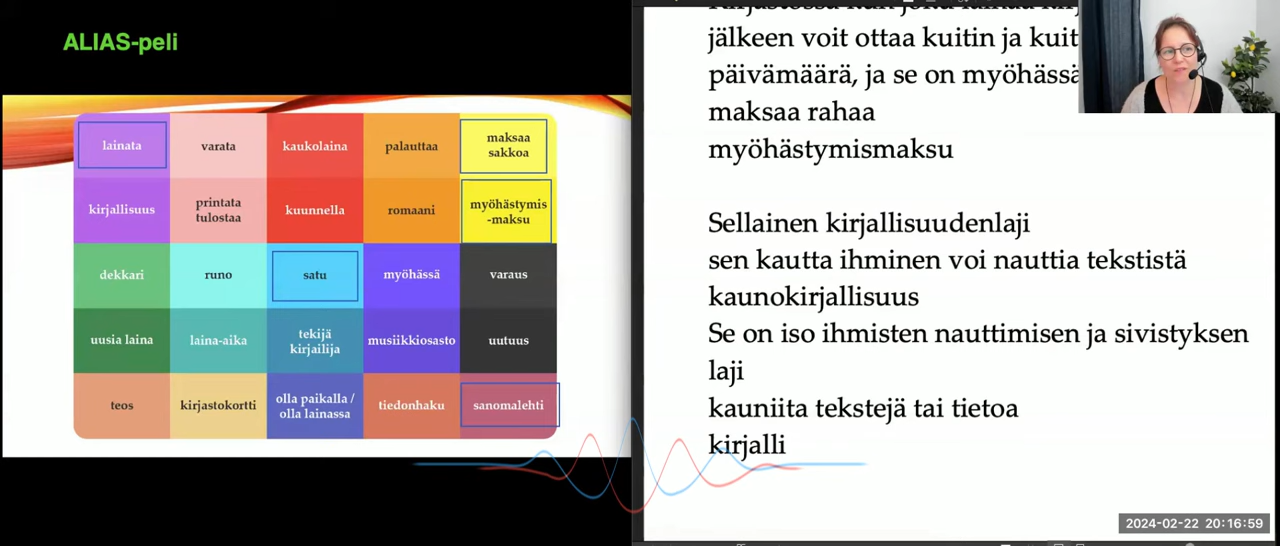 ALIAS-peli
lainata
varata
kaukolaina
palauttaa
maksaa
sakkoa
kirjallisuus
printata
tulostaa
kuunnella
romaani
myöhästymis
-maksu
dekkari
runo
satu
myöhässä
varaus
uusia laina
laina-aika
tekijä
kirjailija
musiikkiosasto
uutuus
teos
kirjastokortti
olla paikalla /
olla lainassa
tiedonhaku
sanomalehti
jälkeen voit ottaa kuitin ja kuit
päivämäärä, ja se on myöhässä
maksaa rahaa
myöhästymismaksu
Sellainen kirjallisuudenlaji
sen kautta ihminen voi nauttia tekstistä
kaunokirjallisuus
Se on iso ihmisten nauttimisen ja sivistyksen
laji
kauniita tekstejä tai tietoa
kirjalli
2024-02-22 20:16:59